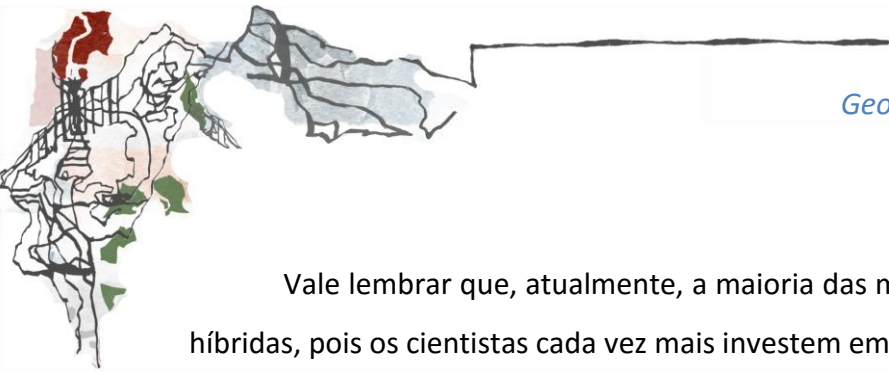 Geo
Vale lembrar que, atualmente, a maioria das
híbridas, pois os cientistas cada vez mais investem em